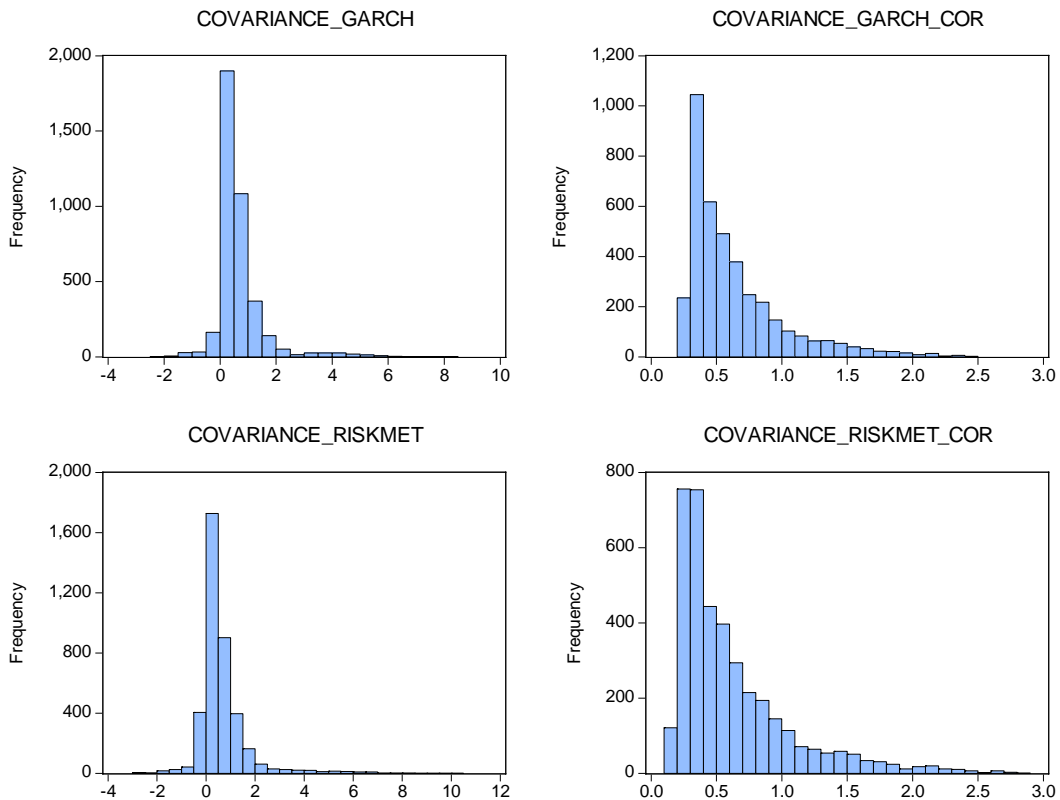 COVARIANCE_GARCH
2,000
1,500
1,000
500
0
Frequency
-4 -2 0 2 4 6 8 10
COVARIANCE_GARCH_COR
1,200
1,000
800
600
400
200
0
Frequency
0.0 0.5 1.0 1.5 2.0 2.5 3.0
COVARIANCE_RISKMET
2,000
1,600
1,200
800
400
0
Frequency
-4 -2 0 2 4 6 8 10 12
COVARIANCE_RISKMET_COR
800
600
400
200
0
Frequency
0.0 0.5 1.0 1.5 2.0 2.5 3.0